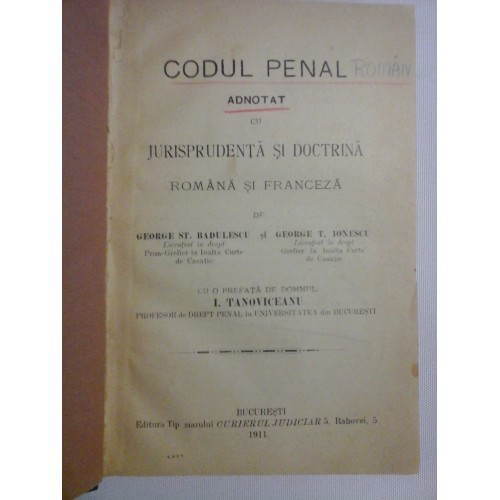 CODUL PENAL ROMÂN
ADNOTAT
CU
JURISPRUDENȚĂ ȘI DOCTRINĂ
ROMÂNĂ ȘI FRANCEZĂ
DE
GEORGE ST. BADULESCU și GEORGE T. IONESCU
Licențiat în drept Licențiat în drept
Prim-Grefier la Inalta Curte Grefier la Inalta Curte
de Casație de Casație
CU O PREFAȚĂ DE DOMNUL
I. TANOVICEANU
PROFESOR de DREPT PENAL la UNIVERSITATEA din BUCUREȘTI
BUCUREȘTI
Editura Tip. ziarului CURIERUL JUDICIAR 5, Rahovei, 5
1911